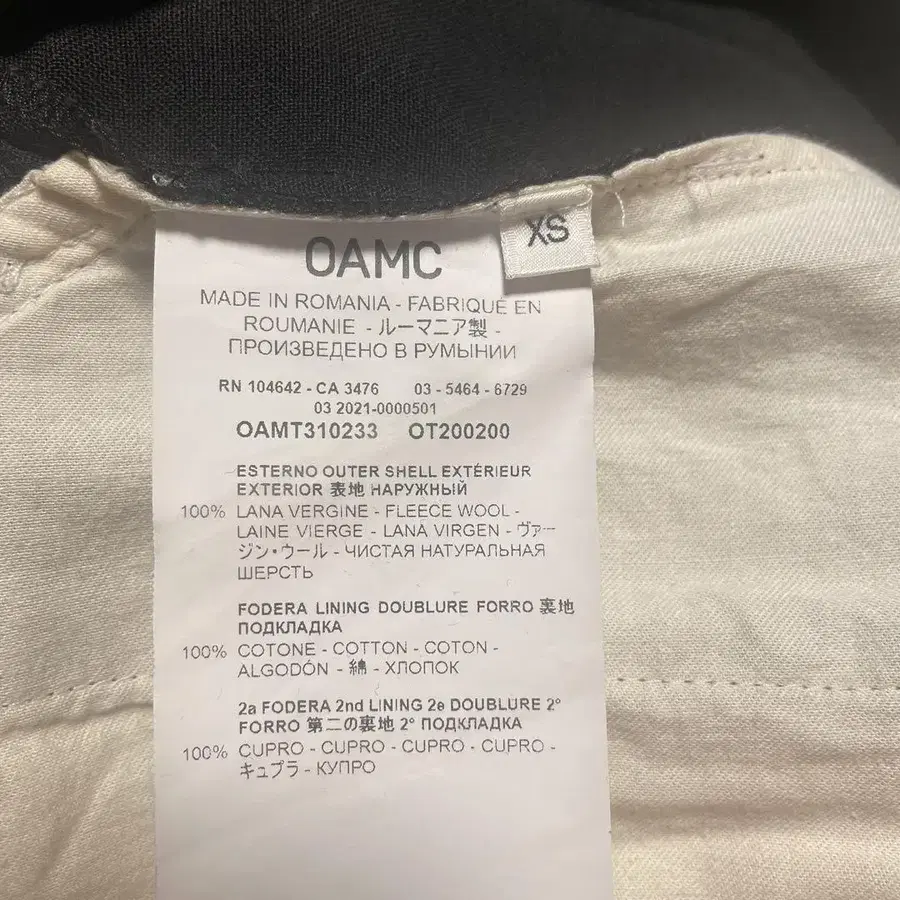 OAMC
XS
MADE IN ROMANIA - FABRIQUE EN
ROUMANIE - ルーマニア製 -
ПРОИЗВЕДЕНО В РУМЫНИИ
RN 104642 - CA 3476 03 - 5464 - 6729
03 2021-0000501
OAMT310233 OT200200
ESTERNO OUTER SHELL EXTÉRIEUR
EXTERIOR 表地 НАРУЖНЫЙ
100% LANA VERGINE - FLEECE WOOL -
LAINE VIERGE - LANA VIRGEN - ヴァー
ジン・ウール - ЧИСТАЯ НАТУРАЛЬНАЯ
ШЕРСТЬ
FODERA LINING DOUBLURE FORRO 裏地
ПОДКЛАДКА
100% COTONE - COTTON - COTON -
ALGODÓN - 綿 - ХЛОПОК
2a FODERA 2nd LINING 2e DOUBLURE 2°
FORRO 第二の裏地 2° ПОДКЛАДКА
100% CUPRO - CUPRO - CUPRO - CUPRO -
キュプラ - КУПРО